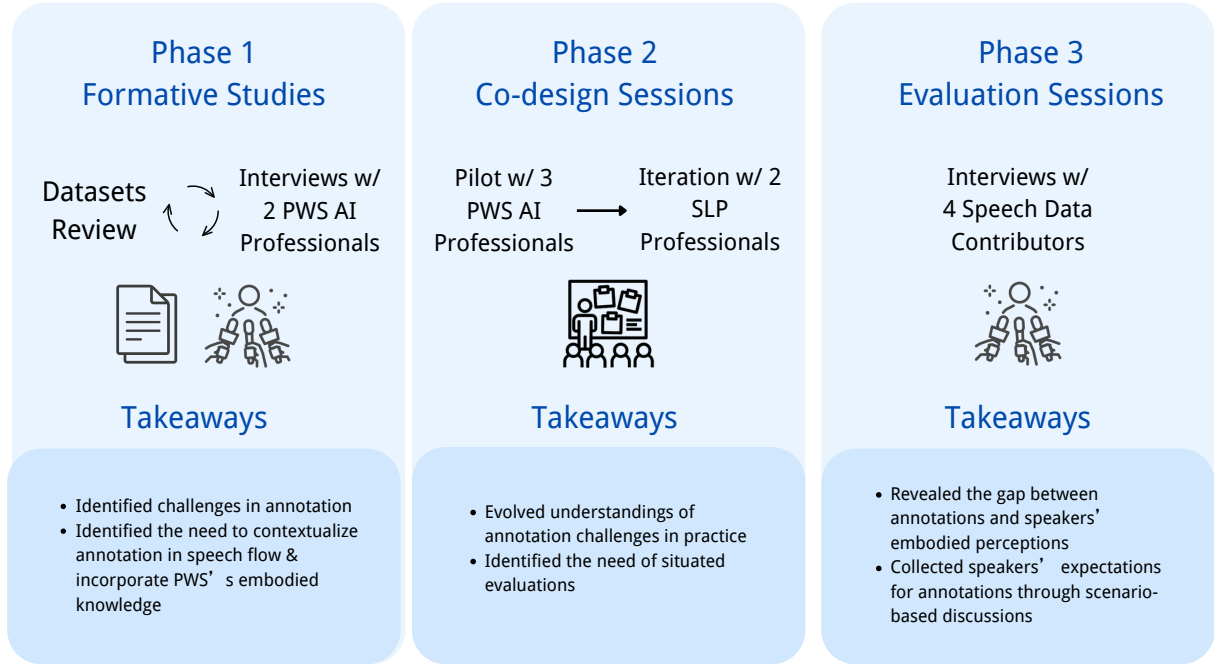 Phase 1
Formative Studies
Datasets
Review
Interviews w/
2 PWS AI
Professionals
Takeaways
• Identified challenges in annotation
• Identified the need to contextualize
annotation in speech flow &
incorporate PWS’s embodied
knowledge
Phase 2
Co-design Sessions
Pilot w/ 3
PWS AI
Professionals
Iteration w/ 2
SLP
Professionals
Takeaways
• Evolved understandings of
annotation challenges in practice
• Identified the need of situated
evaluations
Phase 3
Evaluation Sessions
Interviews w/
4 Speech Data
Contributors
Takeaways
• Revealed the gap between
annotations and speakers’
embodied perceptions
• Collected speakers’ expectations
for annotations through scenario-
based discussions